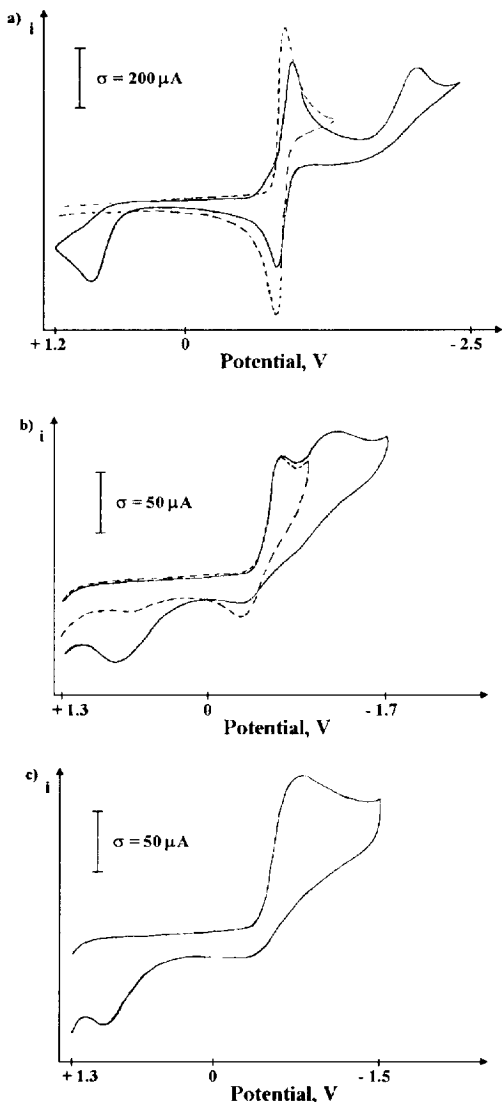 a)
i
σ = 200 μA
+ 1.2 0 - 2.5
Potential, V
b)
i
σ = 50 μA
+ 1.3 0 - 1.7
Potential, V
c)
i
σ = 50 μA
+ 1.3 0 - 1.5
Potential, V